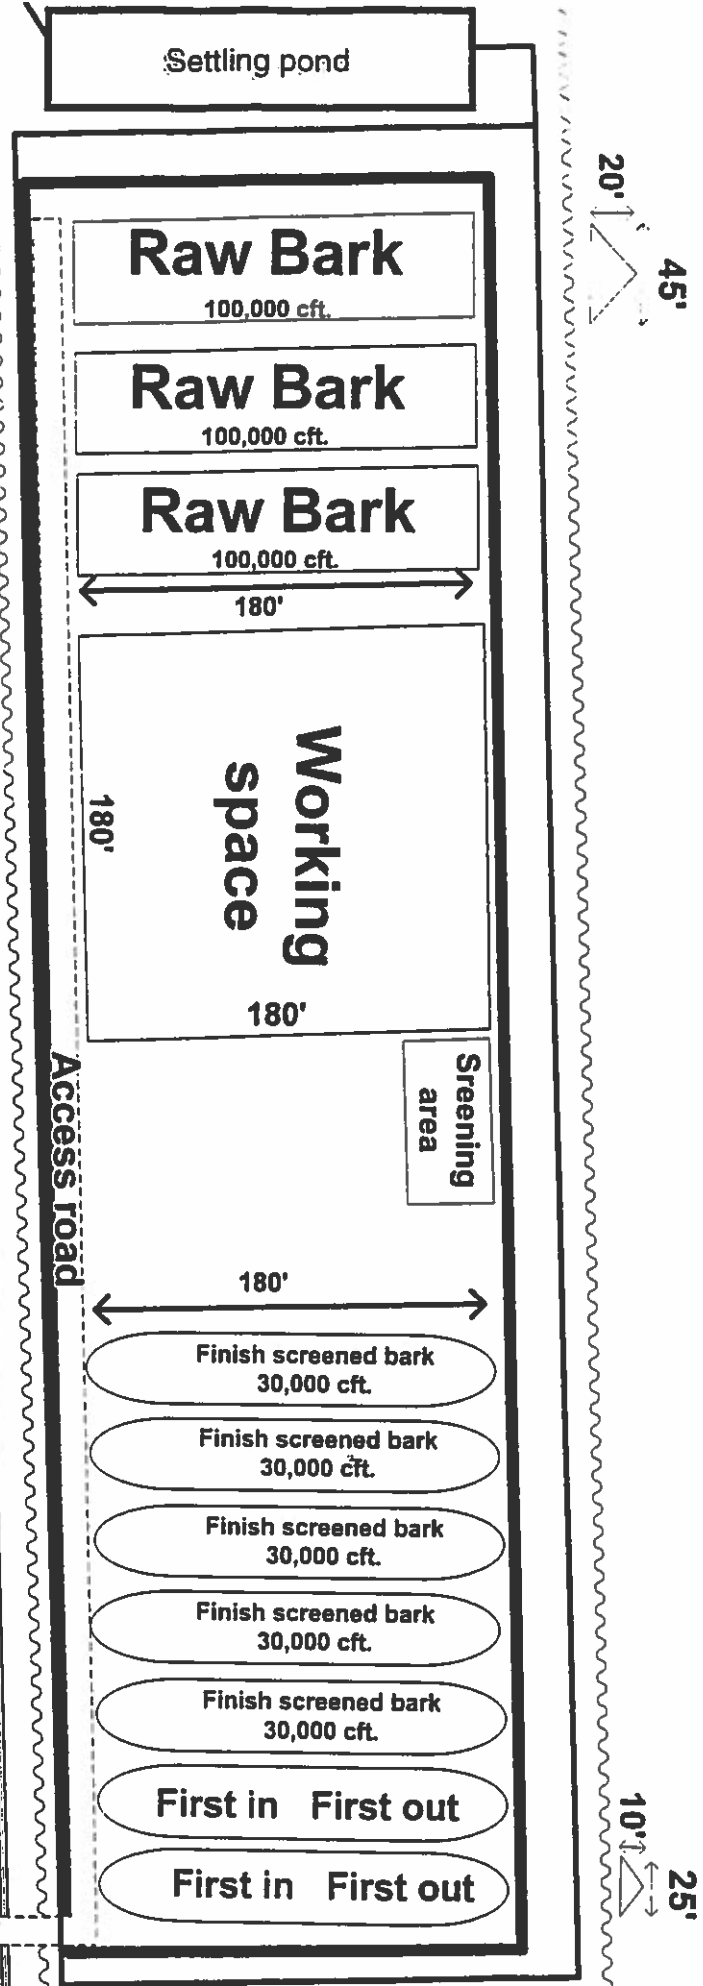 Settling pond
20'
45'
Raw Bark
100,000 cft.
Raw Bark
100,000 cft.
Raw Bark
100,000 cft.
180'
Working
space
180'
180'
Sreening
area
Access road
180'
Finish screened bark
30,000 cft.
Finish screened bark
30,000 cft.
Finish screened bark
30,000 cft.
Finish screened bark
30,000 cft.
Finish screened bark
30,000 cft.
First in First out
10'
25'
First in First out